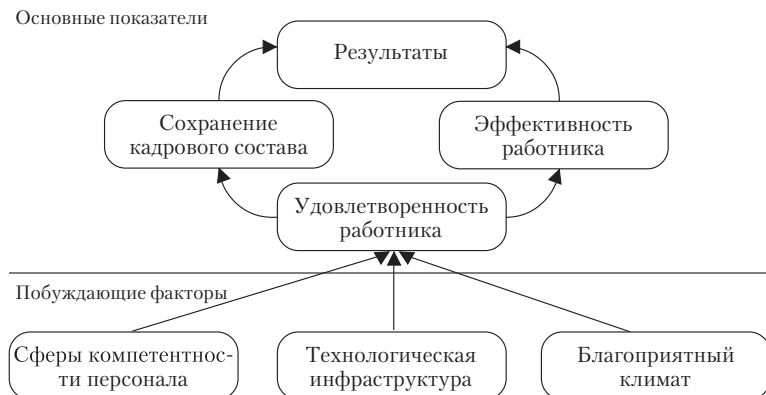 Основные показатели
Результаты
Сохранение
кадрового состава
Эффективность
работника
Удовлетворенность
работника
Побуждающие факторы
Сферы компетентнос-
ти персонала
Технологическая
инфраструктура
Благоприятный
климат